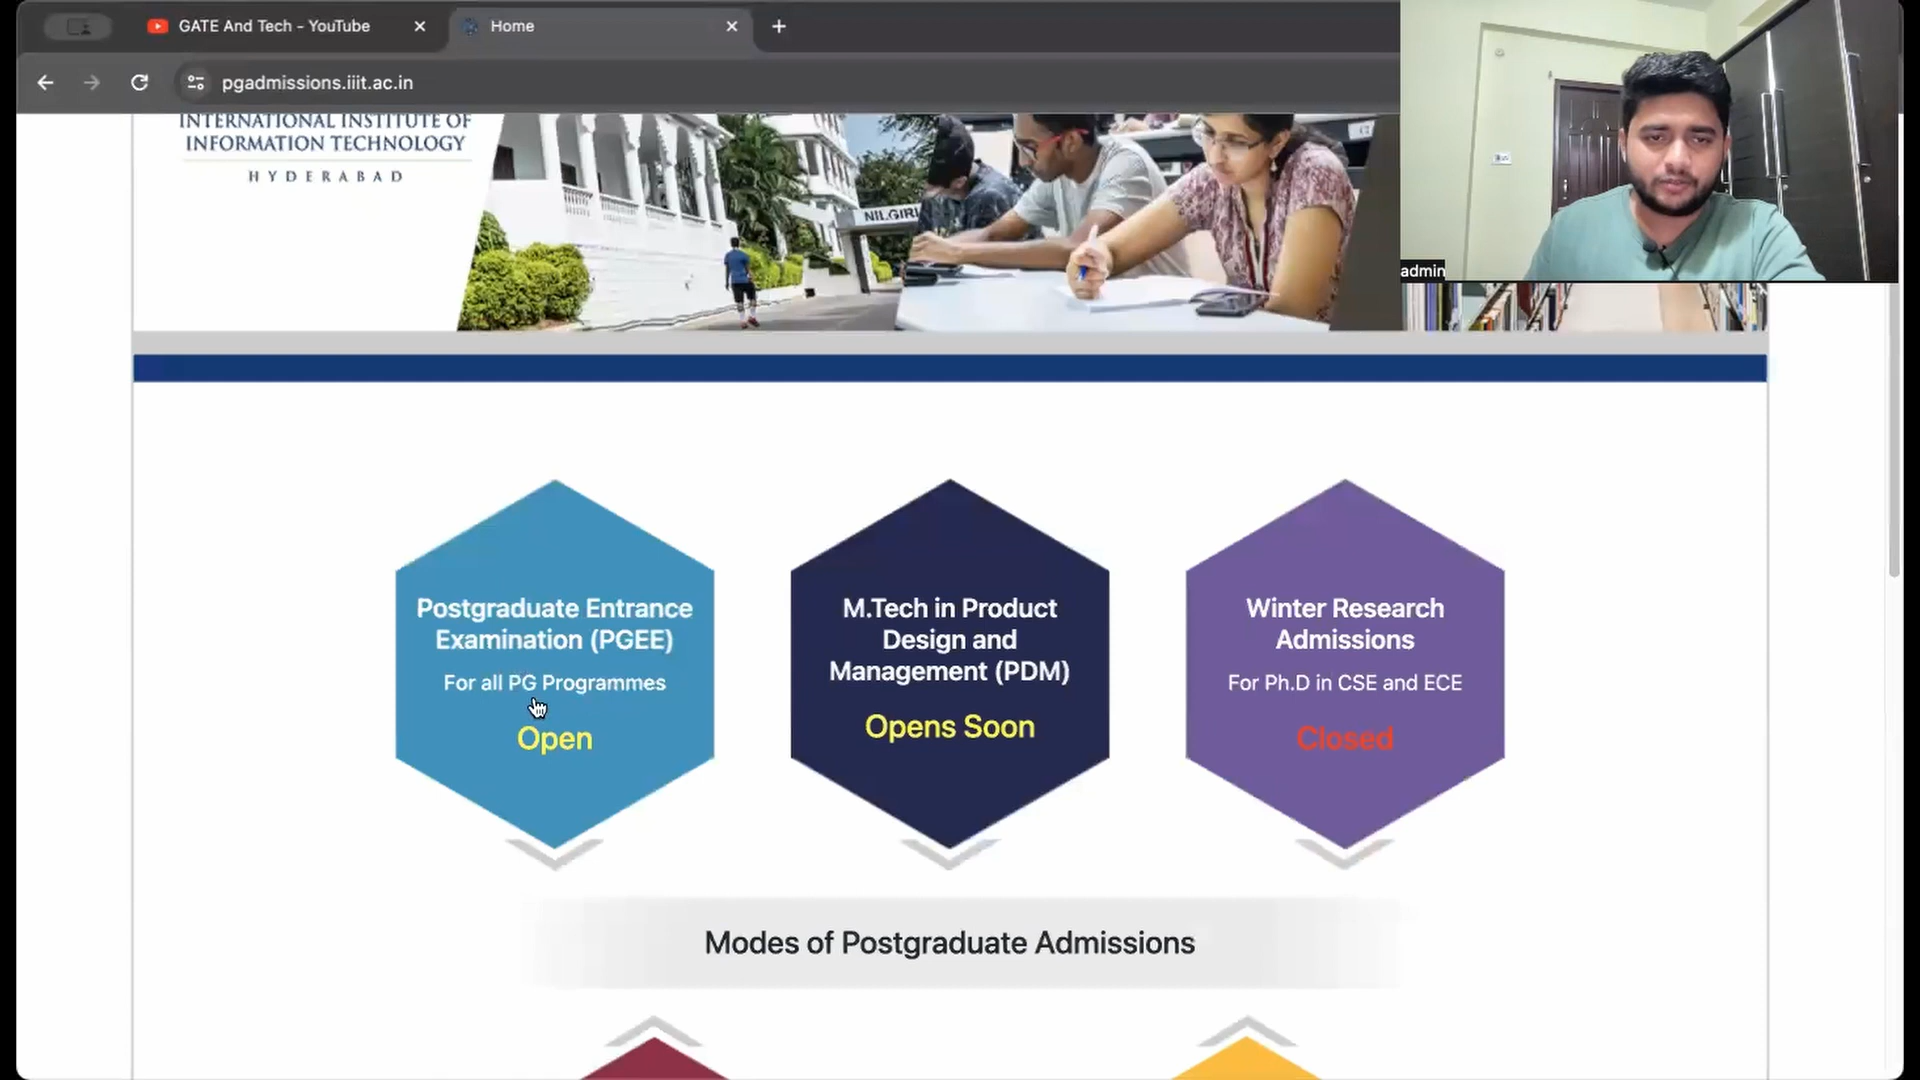 GATE And Tech - YouTube
Home
pgadmissions.iiit.ac.in
INTERNATIONAL INSTITUTE OF
INFORMATION TECHNOLOGY
HYDERABAD
NILGIRI
admin
Postgraduate Entrance
Examination (PGEE)
For all PG Programmes
Open
M.Tech in Product
Design and
Management (PDM)
Opens Soon
Winter Research
Admissions
For Ph.D in CSE and ECE
Closed
Modes of Postgraduate Admissions